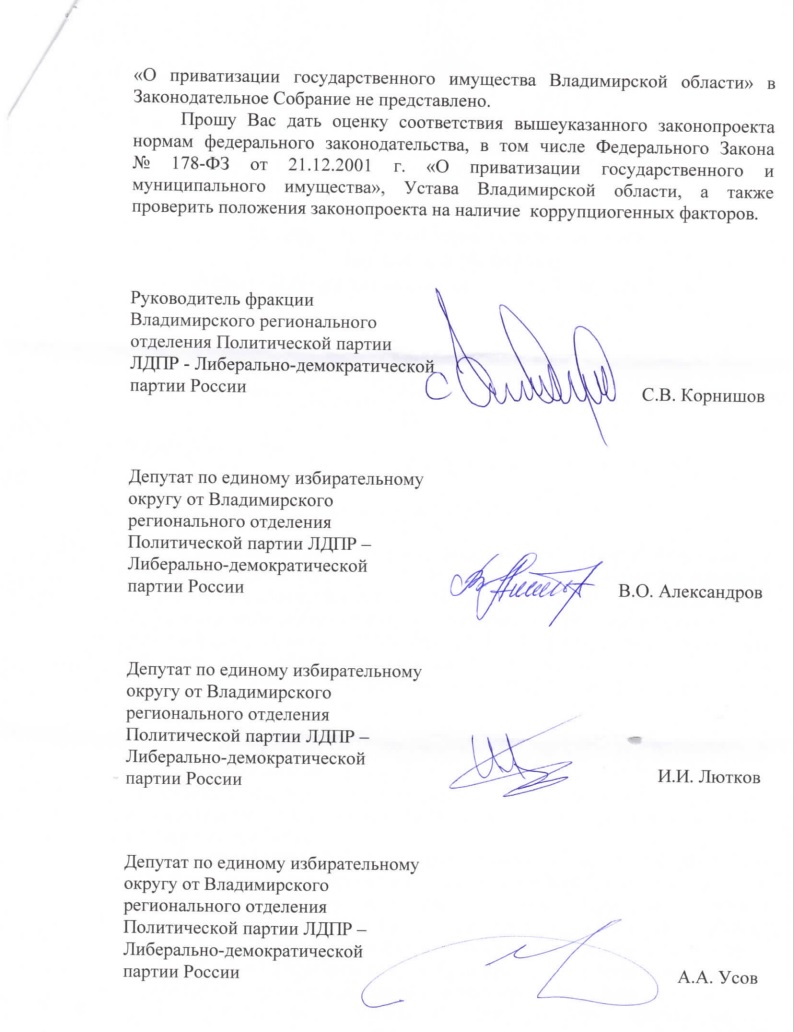 «О приватизации государственного имущества Владимирской области» в
Законодательное Собрание не представлено.
Прошу Вас дать оценку соответствия вышеуказанного законопроекта
нормам федерального законодательства, в том числе Федерального Закона
№ 178-ФЗ от 21.12.2001 г. «О приватизации государственного и
муниципального имущества», Устава Владимирской области, а также
проверить положения законопроекта на наличие коррупциогенных факторов.
Руководитель фракции
Владимирского регионального
отделения Политической партии
ЛДПР - Либерально-демократической
партии России
С.В. Корнишов
Депутат по единому избирательному
округу от Владимирского
регионального отделения
Политической партии ЛДПР –
Либерально-демократической
партии России
В.О. Александров
Депутат по единому избирательному
округу от Владимирского
регионального отделения
Политической партии ЛДПР –
Либерально-демократической
партии России
И.И. Лютков
Депутат по единому избирательному
округу от Владимирского
регионального отделения
Политической партии ЛДПР –
Либерально-демократической
партии России
А.А. Усов